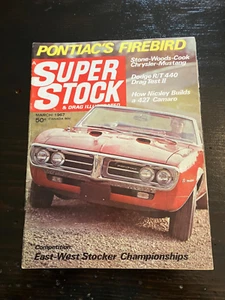 PONTIAC'S FIREBIRD
SUPER
STOCK
& DRAG ILLUSTRATED
MARCH 1967
50¢
Stone-Woods-Cook
Chrysler-Mustang
Dodge R/T 440
Drag Test B
How Nickey Builds
a 427 Camaro
Competition:
East-West Stocker Championships